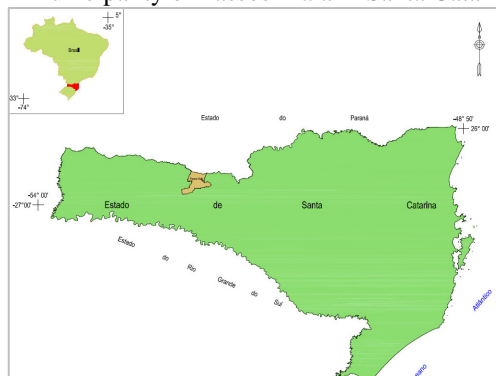 5°
-35°
Brasil
33°
-74°
Estado do Paraná
-48° 50'
26° 00'
-54° 00'
-27°00'
Estado de Santa Catarina
Estado do Rio Grande do Sul
Atlântico